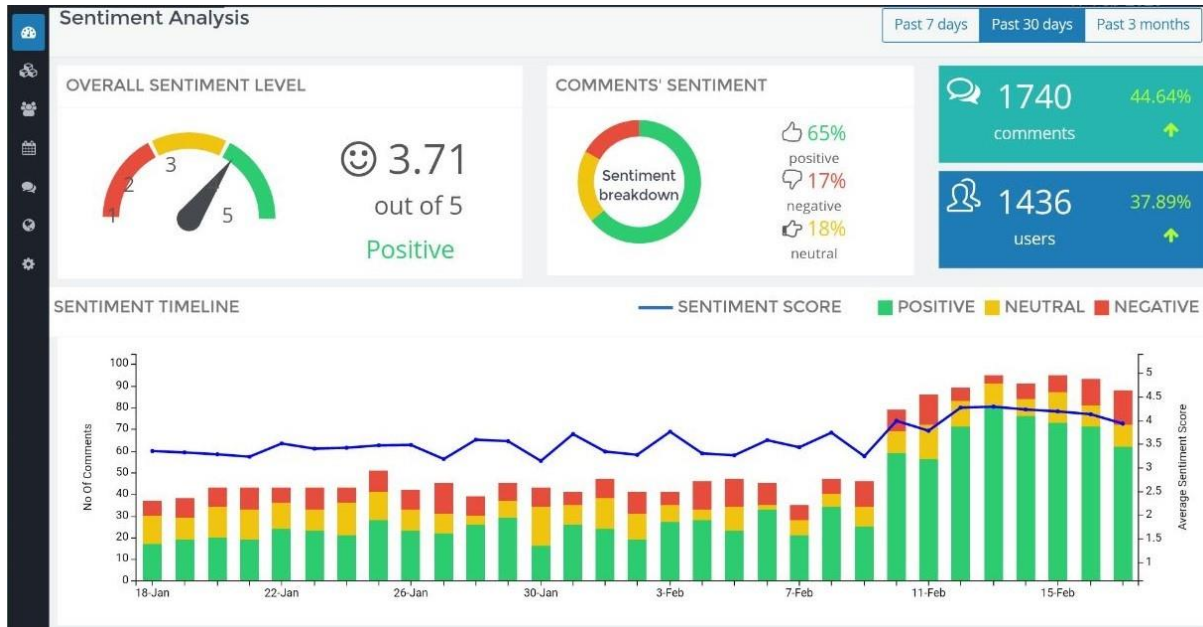 Sentiment Analysis
Past 7 days Past 30 days Past 3 months
OVERALL SENTIMENT LEVEL
1
2
3
5
3.71
out of 5
Positive
COMMENTS' SENTIMENT
Sentiment
breakdown
65%
positive
17%
negative
18%
neutral
1740 44.64%
comments
1436 37.89%
users
SENTIMENT TIMELINE
SENTIMENT SCORE POSITIVE NEUTRAL NEGATIVE
No Of Comments
100
90
80
70
60
50
40
30
20
10
0
18-Jan 22-Jan 26-Jan 30-Jan 3-Feb 7-Feb 11-Feb 15-Feb
5
4.5
4
3.5
3
2.5
2
1.5
1
Average Sentiment Score